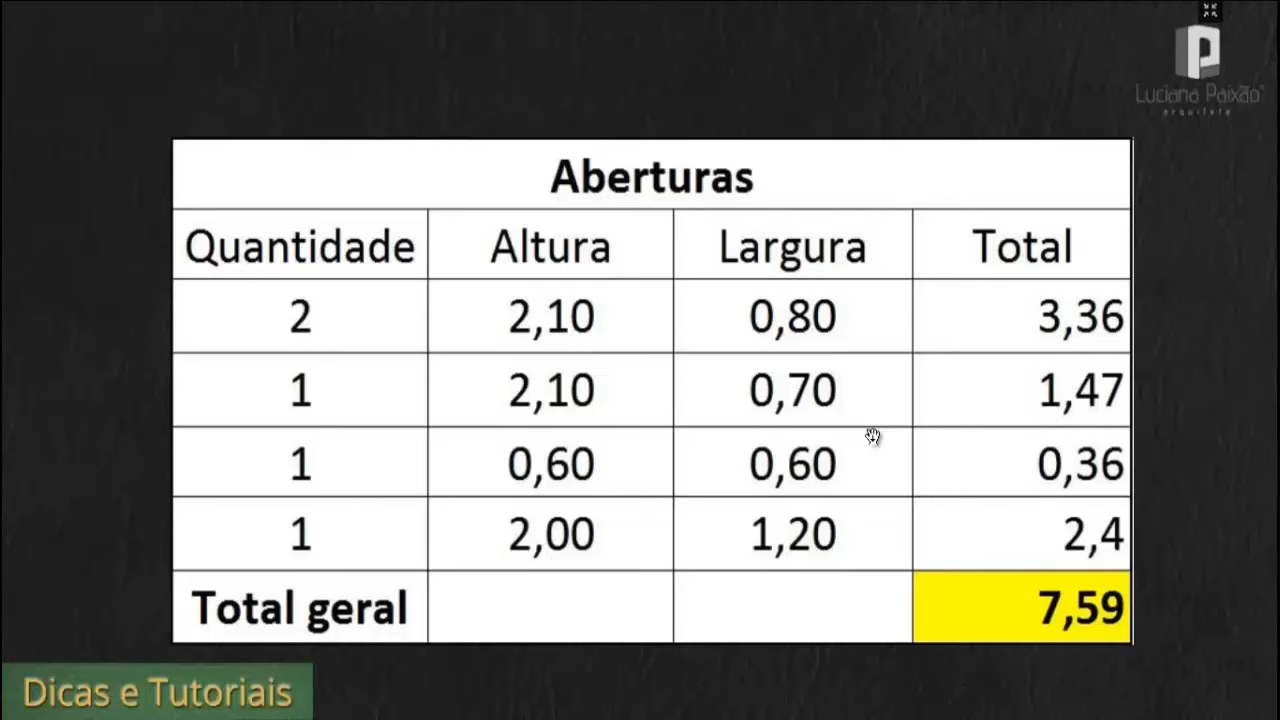 Luciana Paixão®
arquiteta
Aberturas
Quantidade Altura Largura Total
2 2,10 0,80 3,36
1 2,10 0,70 1,47
1 0,60 0,60 0,36
1 2,00 1,20 2,4
Total geral 7,59
Dicas e Tutoriais